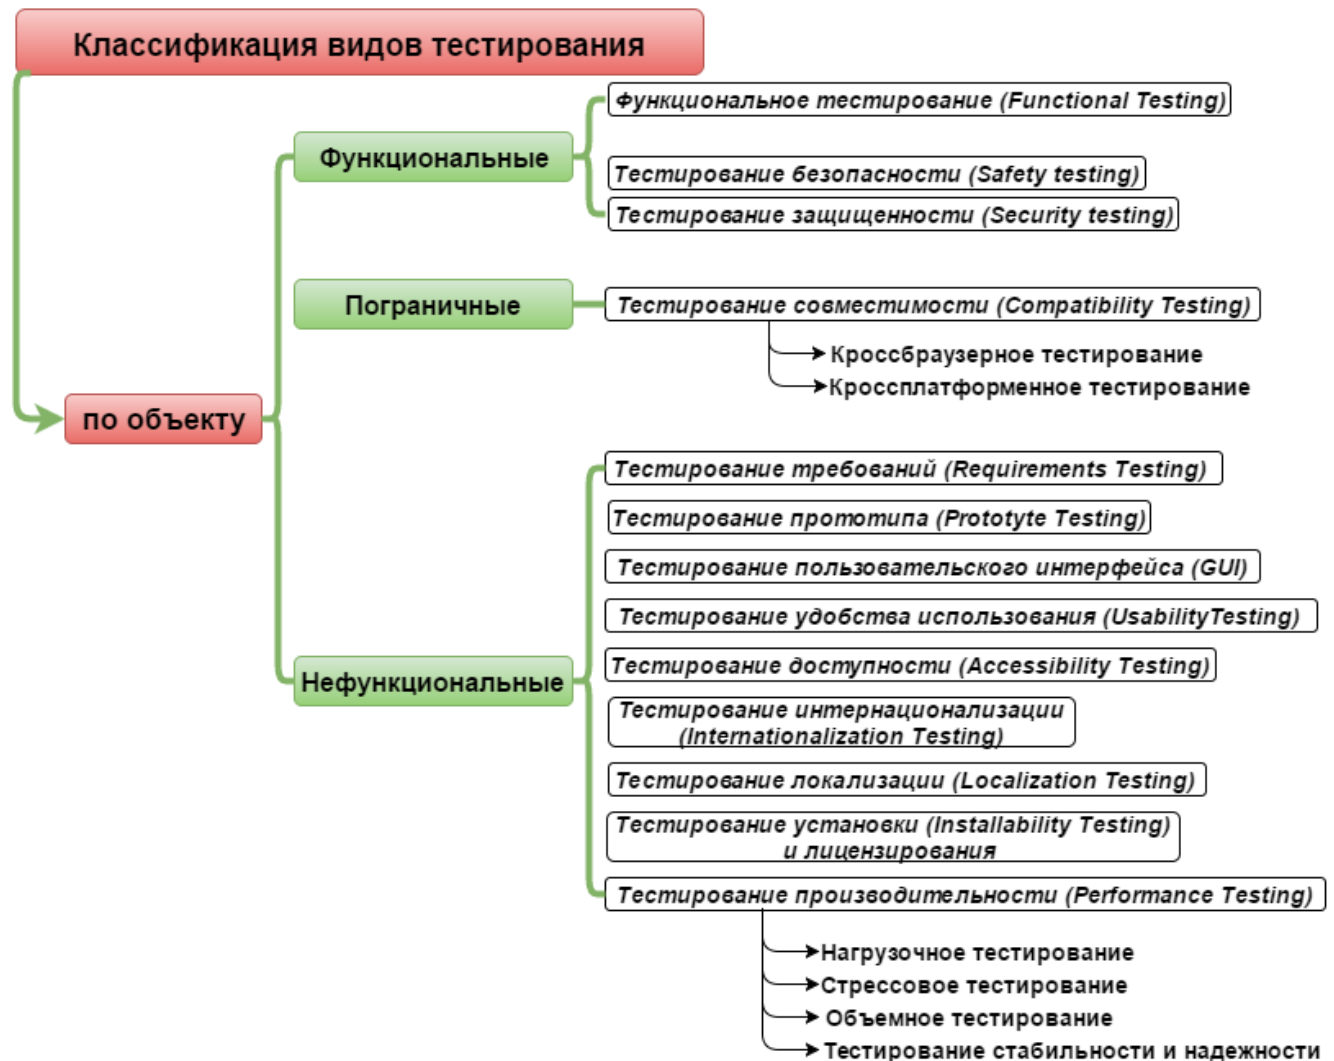 Классификация видов тестирования
Функциональное тестирование (Functional Testing)
Функциональные
Тестирование безопасности (Safety testing)
Тестирование защищенности (Security testing)
Пограничные
Тестирование совместимости (Compatibility Testing)
Кроссбраузерное тестирование
Кроссплатформенное тестирование
по объекту
Тестирование требований (Requirements Testing)
Тестирование прототипа (Prototyte Testing)
Тестирование пользовательского интерфейса (GUI)
Тестирование удобства использования (UsabilityTesting)
Тестирование доступности (Accessibility Testing)
Нефункциональные
Тестирование интернационализации
(Internationalization Testing)
Тестирование локализации (Localization Testing)
Тестирование установки (Installability Testing)
и лицензирования
Тестирование производительности (Performance Testing)
Нагрузочное тестирование
Стрессовое тестирование
Объемное тестирование
Тестирование стабильности и надежности